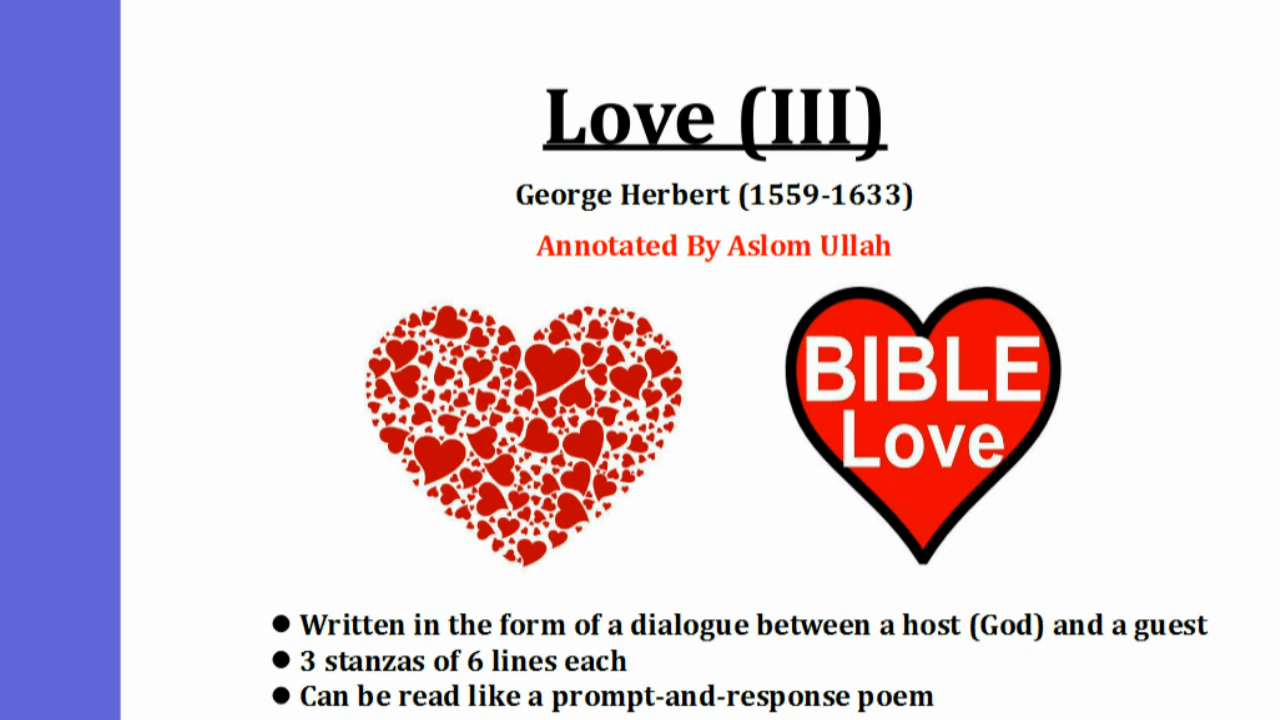 Love (III)
George Herbert (1559-1633)
Annotated By Aslom Ullah
BIBLE
Love
● Written in the form of a dialogue between a host (God) and a guest
● 3 stanzas of 6 lines each
● Can be read like a prompt-and-response poem